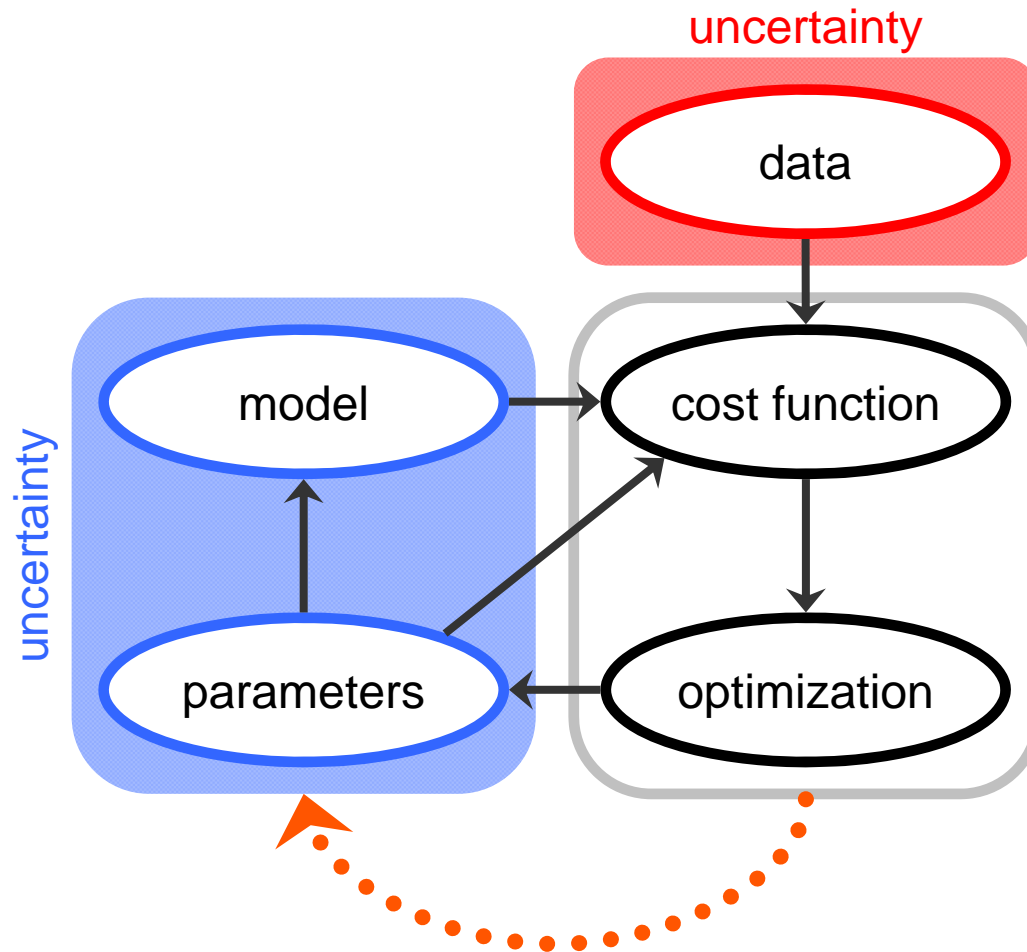 uncertainty
data
model
cost function
uncertainty
parameters
optimization